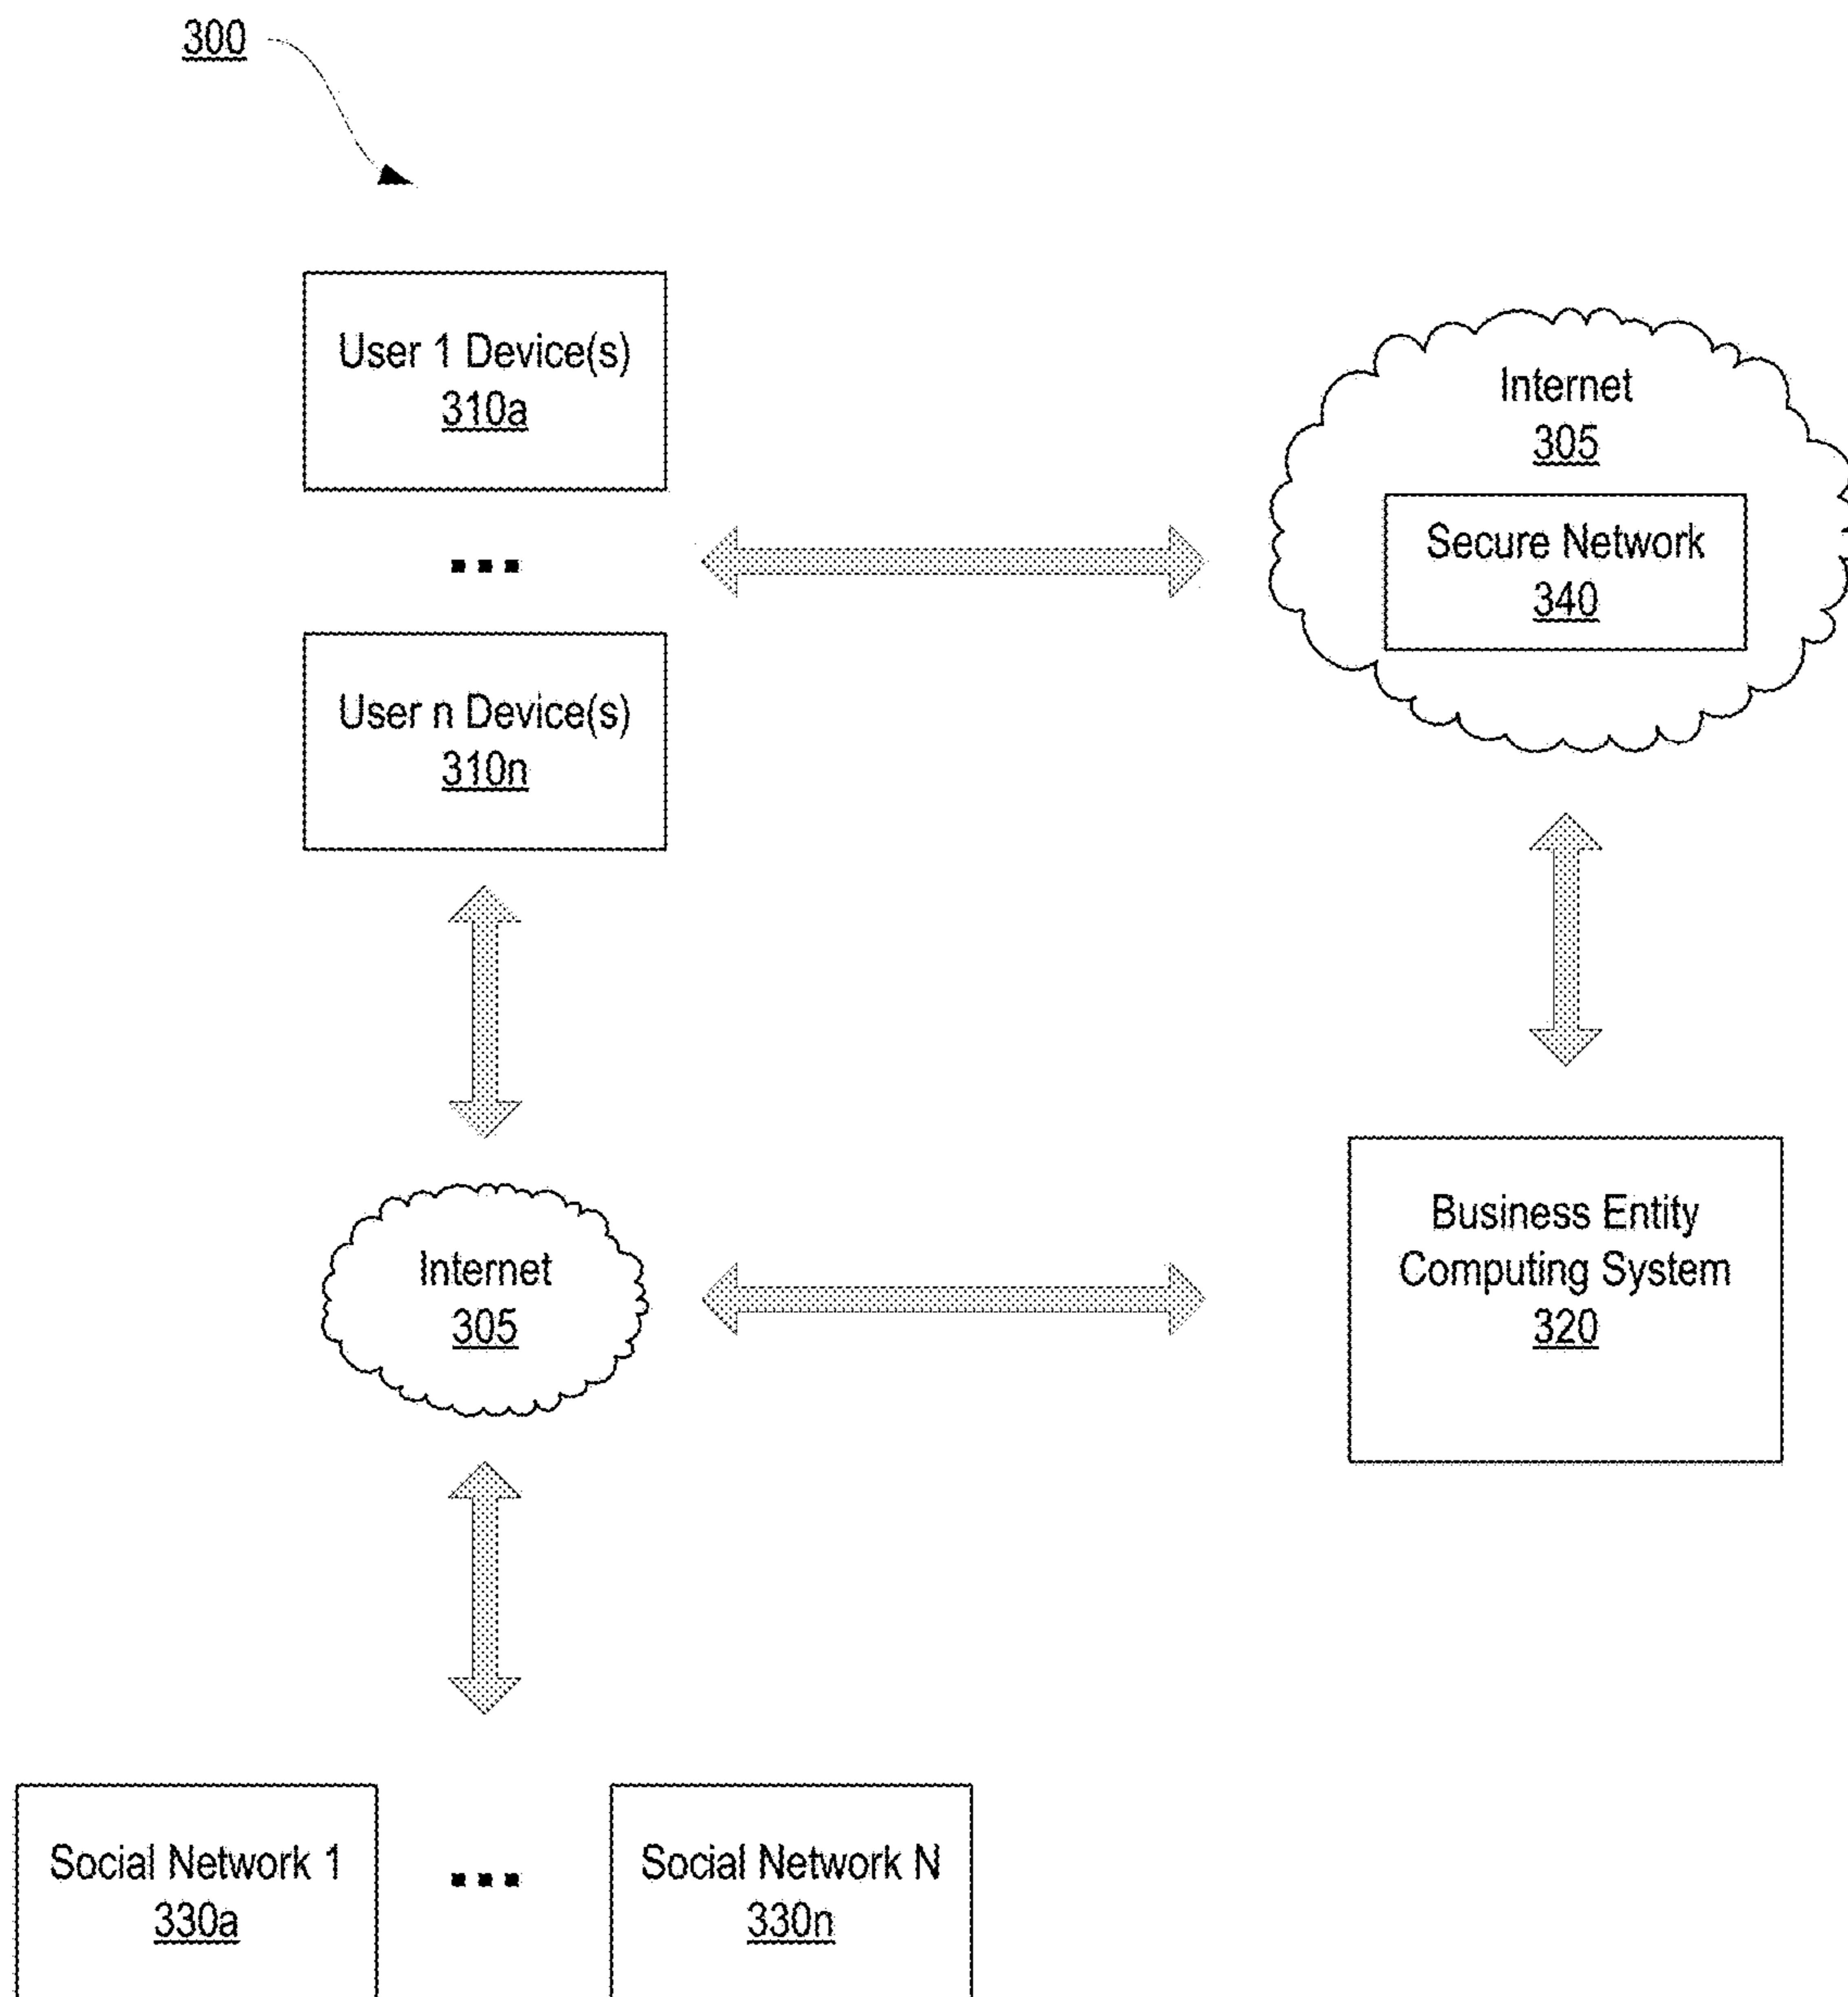 300
User 1 Device(s)
310a
...
User n Device(s)
310n
Internet
305
Secure Network
340
Internet
305
Business Entity
Computing System
320
Social Network 1
330a
...
Social Network N
330n